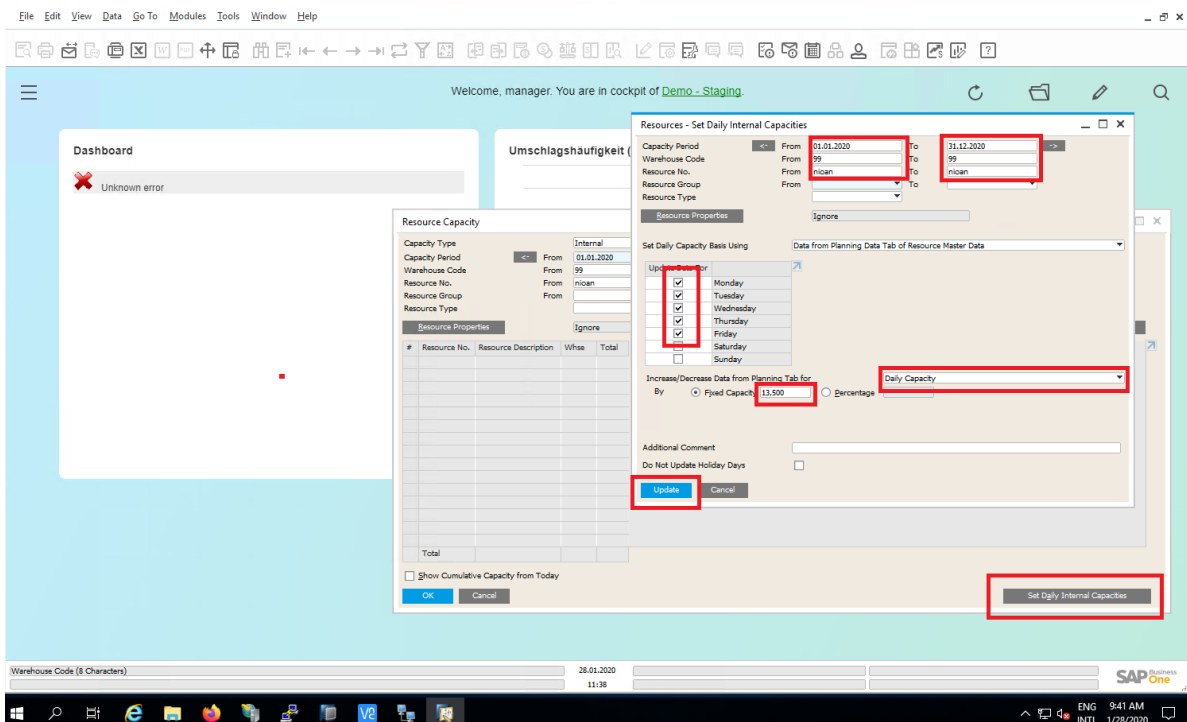 File Edit View Data Go To Modules Tools Window Help
Welcome, manager. You are in cockpit of Demo - Staging.
Dashboard
Unknown error
Umschlagshäufigkeit (
Resource Capacity
Capacity Type Internal
Capacity Period <- From 01.01.2020
Warehouse Code From 99
Resource No. From nioan
Resource Group From
Resource Type
Resource Properties Ignore
# Resource No. Resource Description Whse Total
Total
Show Cumulative Capacity from Today
OK Cancel
Set Daily Internal Capacities
Resources - Set Daily Internal Capacities
Capacity Period <- From 01.01.2020 To 31.12.2020 ->
Warehouse Code From 99 To 99
Resource No. From nioan To nioan
Resource Group From To
Resource Type
Resource Properties Ignore
Set Daily Capacity Basis Using Data from Planning Data Tab of Resource Master Data
Update Data For
Monday
Tuesday
Wednesday
Thursday
Friday
Saturday
Sunday
Increase/Decrease Data from Planning Tab for Daily Capacity
By Fixed Capacity 13,500 Percentage
Additional Comment
Do Not Update Holiday Days
Update Cancel
Warehouse Code (8 Characters) 28.01.2020
11:38
SAP Business One
ENG 9:41 AM
INTL 1/28/2020